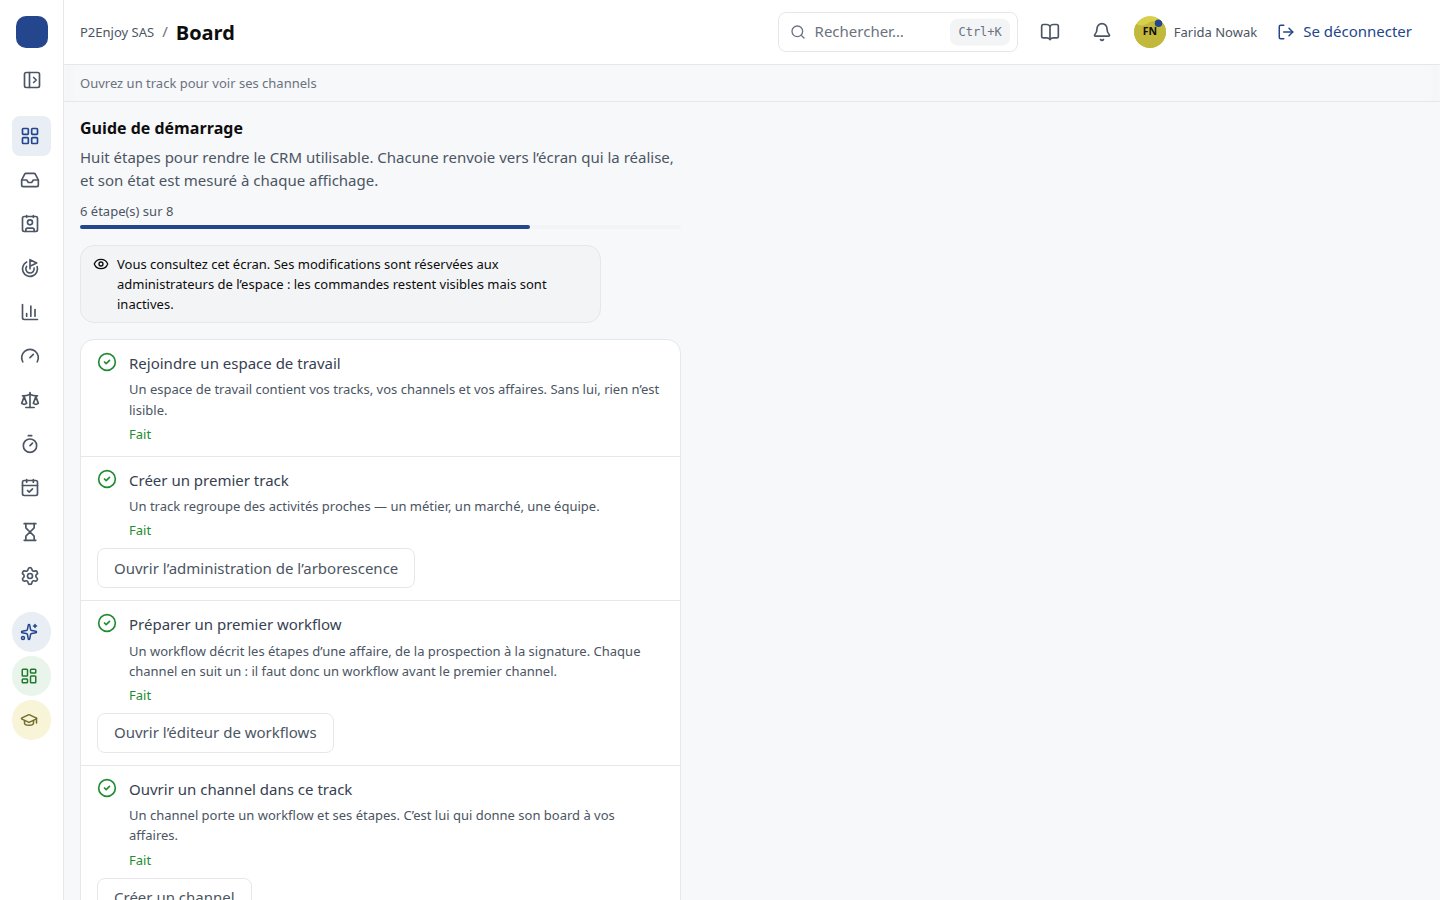 P2Enjoy SAS / Board
Rechercher... Ctrl+K
FN Farida Nowak
Se déconnecter
Ouvrez un track pour voir ses channels
Guide de démarrage
Huit étapes pour rendre le CRM utilisable. Chacune renvoie vers l’écran qui la réalise,
et son état est mesuré à chaque affichage.
6 étape(s) sur 8
Vous consultez cet écran. Ses modifications sont réservées aux
administrateurs de l’espace : les commandes restent visibles mais sont
inactives.
Rejoindre un espace de travail
Un espace de travail contient vos tracks, vos channels et vos affaires. Sans lui, rien n’est
lisible.
Fait
Créer un premier track
Un track regroupe des activités proches — un métier, un marché, une équipe.
Fait
Ouvrir l’administration de l’arborescence
Préparer un premier workflow
Un workflow décrit les étapes d’une affaire, de la prospection à la signature. Chaque
channel en suit un : il faut donc un workflow avant le premier channel.
Fait
Ouvrir l’éditeur de workflows
Ouvrir un channel dans ce track
Un channel porte un workflow et ses étapes. C’est lui qui donne son board à vos
affaires.
Fait
Créer un channel